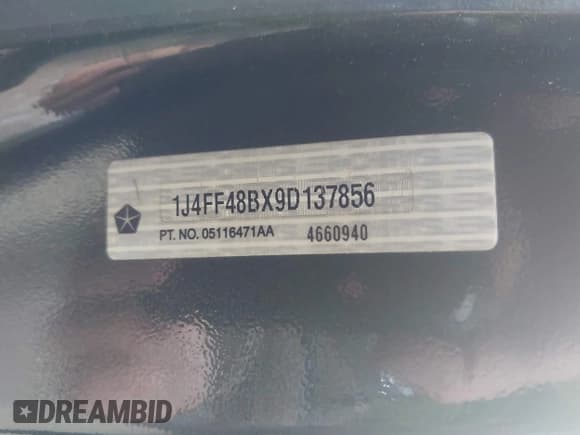 1J4FF48BX9D137856
PT. NO. 05116471AA 4660940
DREAMBID